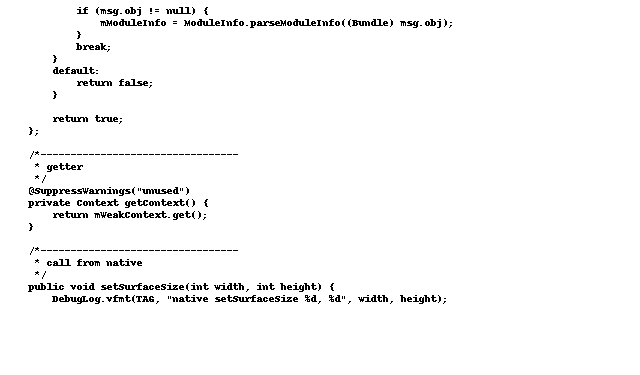 if (msg.obj != null) {
mModuleInfo = ModuleInfo.parseModuleInfo((Bundle) msg.obj);
}
break;
}
default:
return false;
}
return true;
};
/*---------------------------------
* getter
*/
@SuppressWarnings("unused")
private Context getContext() {
return mWeakContext.get();
}
/*---------------------------------
* call from native
*/
public void setSurfaceSize(int width, int height) {
DebugLog.vfmt(TAG, "native setSurfaceSize %d, %d", width, height);